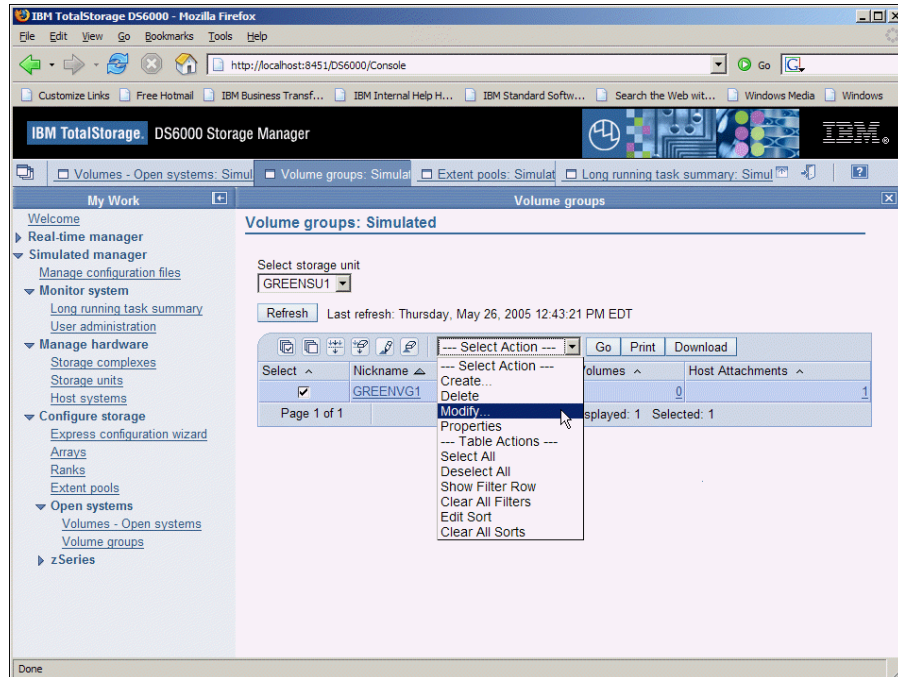 IBM TotalStorage DS6000 - Mozilla Firefox
File Edit View Go Bookmarks Tools Help
http://localhost:8451/DS6000/Console Go G
Customize Links Free Hotmail IBM Business Transf... IBM Internal Help H... IBM Standard Softw... Search the Web wit... Windows Media Windows
IBM TotalStorage. DS6000 Storage Manager IBM
Volumes - Open systems: Simul Volume groups: Simulat Extent pools: Simulat Long running task summary: Simul ?
My Work Volume groups
Welcome
Volume groups: Simulated
Real-time manager
Simulated manager
Manage configuration files
Monitor system
Long running task summary
User administration
Manage hardware
Storage complexes
Storage units
Host systems
Configure storage
Express configuration wizard
Arrays
Ranks
Extent pools
Open systems
Volumes - Open systems
Volume groups
zSeries
Select storage unit
GREENSU1
Refresh Last refresh: Thursday, May 26, 2005 12:43:21 PM EDT
--- Select Action --- Go Print Download
Select Nickname olumes Host Attachments
GREENVG1 0 1
Page 1 of 1 splayed: 1 Selected: 1
--- Select Action ---
Create...
Delete
Modify...
Properties
--- Table Actions ---
Select All
Deselect All
Show Filter Row
Clear All Filters
Edit Sort
Clear All Sorts
Done